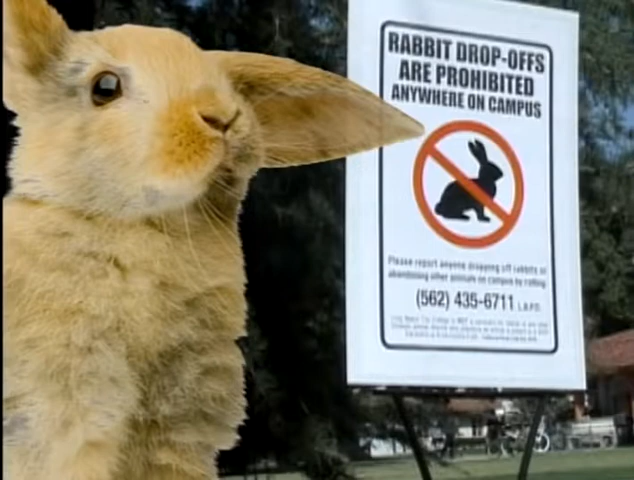 RABBIT DROP-OFFS
ARE PROHIBITED
ANYWHERE ON CAMPUS
Please report anyone dropping off rabbits or
abandoning other animals on campus by calling
(562) 435-6711 L.B.P.D.